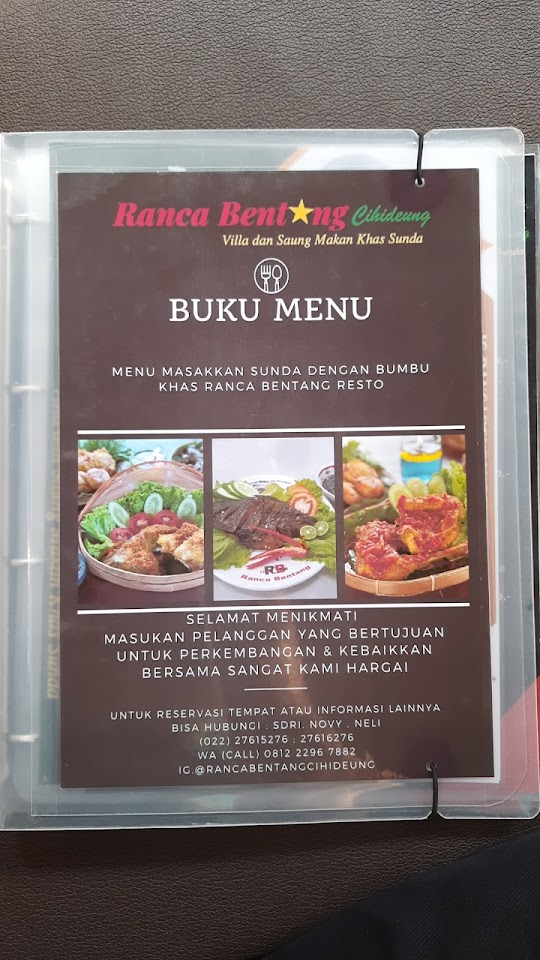 Ranca Bentang Cihideung
Villa dan Saung Makan Khas Sunda
BUKU MENU
MENU MASAKKAN SUNDA DENGAN BUMBU
KHAS RANCA BENTANG RESTO
RB
Ranca Bentang
SELAMAT MENIKMATI
MASUKAN PELANGGAN YANG BERTUJUAN
UNTUK PERKEMBANGAN & KEBAIKKAN
BERSAMA SANGAT KAMI HARGAI
UNTUK RESERVASI TEMPAT ATAU INFORMASI LAINNYA
BISA HUBUNGI : SDRI. NOVY , NELI
(022) 27615276 ; 27616276
WA (CALL) 0812 2296 7882
IG.@RANCABENTANGCIHIDEUNG